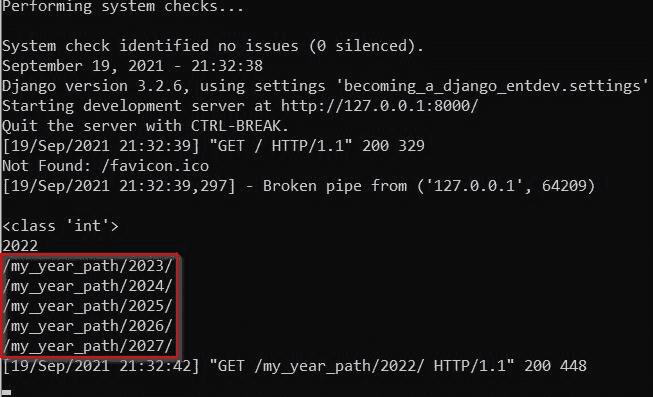 Performing system checks...
System check identified no issues (0 silenced).
September 19, 2021 - 21:32:38
Django version 3.2.6, using settings 'becoming_a_django_entdev.settings'
Starting development server at http://127.0.0.1:8000/
Quit the server with CTRL-BREAK.
[19/Sep/2021 21:32:39] "GET / HTTP/1.1" 200 329
Not Found: /favicon.ico
[19/Sep/2021 21:32:39,297] - Broken pipe from ('127.0.0.1', 64209)
<class 'int'>
2022
/my_year_path/2023/
/my_year_path/2024/
/my_year_path/2025/
/my_year_path/2026/
/my_year_path/2027/
[19/Sep/2021 21:32:42] "GET /my_year_path/2022/ HTTP/1.1" 200 448